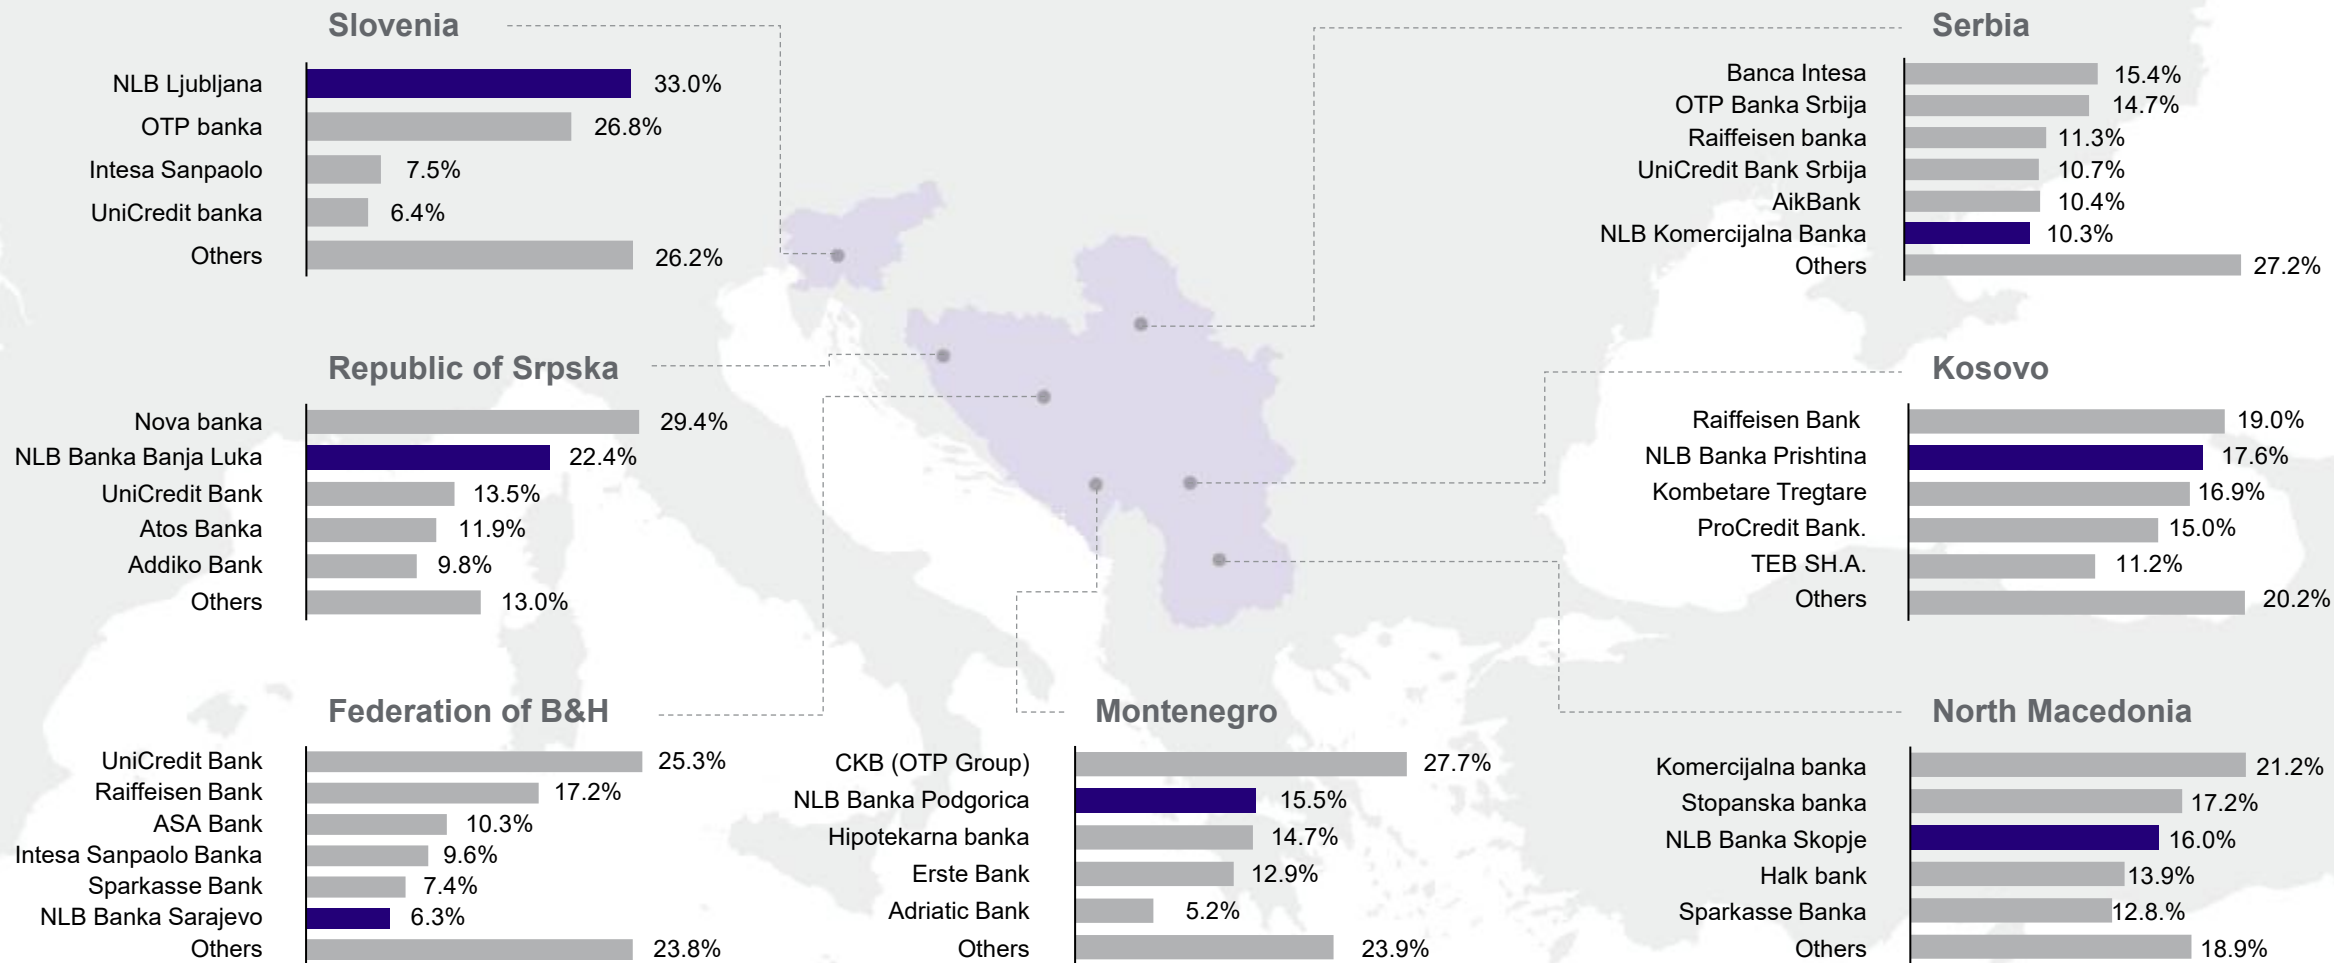 Slovenia
NLB Ljubljana 33.0%
OTP banka 26.8%
Intesa Sanpaolo 7.5%
UniCredit banka 6.4%
Others 26.2%
Serbia
Banca Intesa 15.4%
OTP Banka Srbija 14.7%
Raiffeisen banka 11.3%
UniCredit Bank Srbija 10.7%
AikBank 10.4%
NLB Komercijalna Banka 10.3%
Others 27.2%
Republic of Srpska
Nova banka 29.4%
NLB Banka Banja Luka 22.4%
UniCredit Bank 13.5%
Atos Banka 11.9%
Addiko Bank 9.8%
Others 13.0%
Kosovo
Raiffeisen Bank 19.0%
NLB Banka Prishtina 17.6%
Kombetare Tregtare 16.9%
ProCredit Bank. 15.0%
TEB SH.A. 11.2%
Others 20.2%
Federation of B&H
UniCredit Bank 25.3%
Raiffeisen Bank 17.2%
ASA Bank 10.3%
Intesa Sanpaolo Banka 9.6%
Sparkasse Bank 7.4%
NLB Banka Sarajevo 6.3%
Others 23.8%
Montenegro
CKB (OTP Group) 27.7%
NLB Banka Podgorica 15.5%
Hipotekarna banka 14.7%
Erste Bank 12.9%
Adriatic Bank 5.2%
Others 23.9%
North Macedonia
Komercijalna banka 21.2%
Stopanska banka 17.2%
NLB Banka Skopje 16.0%
Halk bank 13.9%
Sparkasse Banka 12.8.%
Others 18.9%